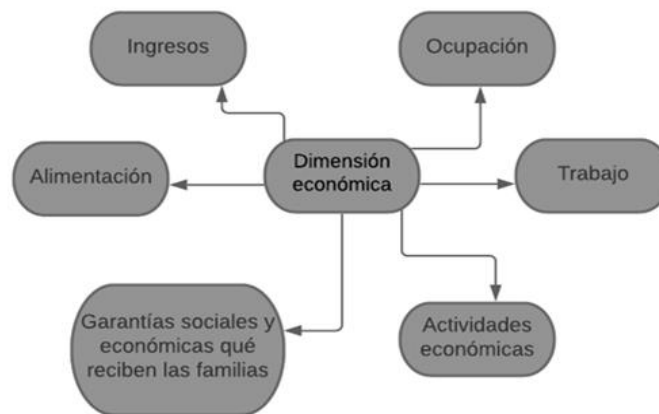 Ingresos
Ocupación
Dimensión
económica
Alimentación
Trabajo
Garantías sociales y
económicas qué
reciben las familias
Actividades
económicas